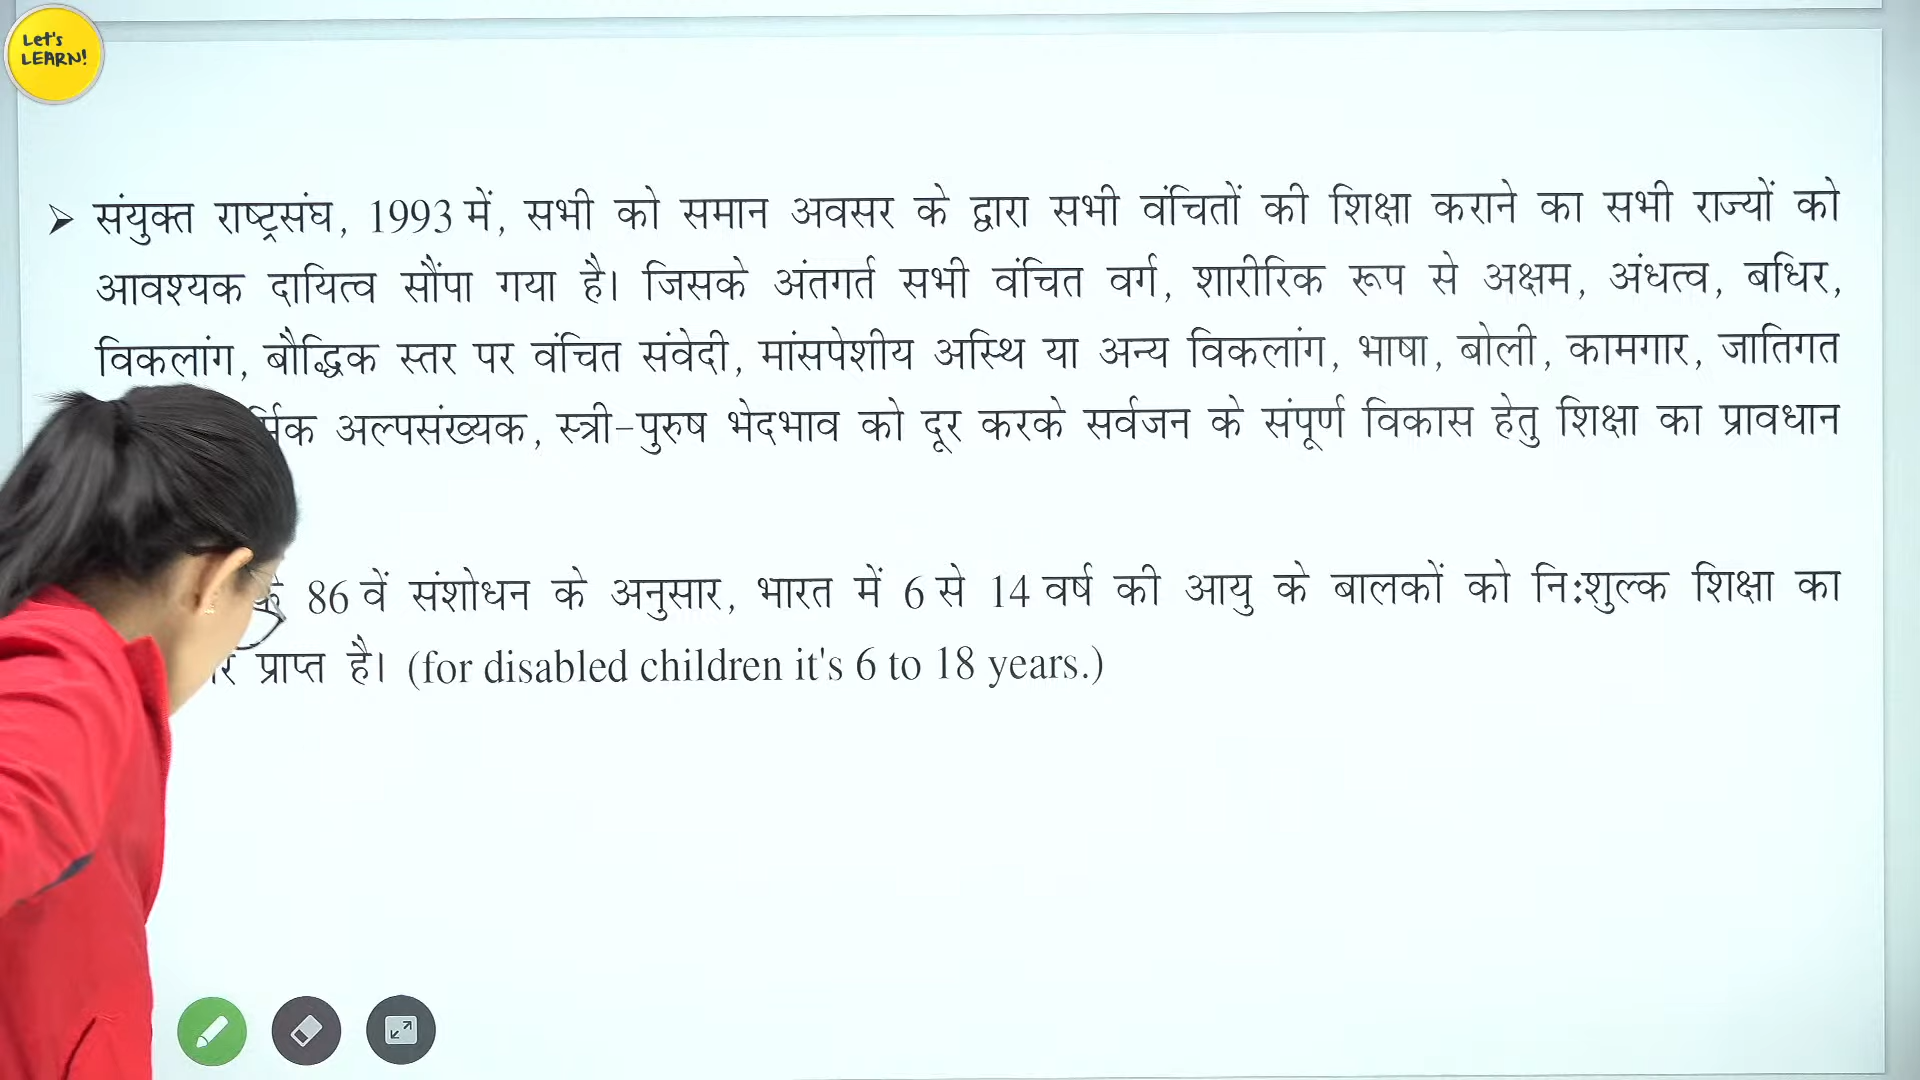 Let's
LEARN!
➢ संयुक्त राष्ट्रसंघ, 1993 में, सभी को समान अवसर के द्वारा सभी वंचितों की शिक्षा कराने का सभी राज्यों को
आवश्यक दायित्व सौंपा गया है। जिसके अंतगर्त सभी वंचित वर्ग, शारीरिक रूप से अक्षम, अंधत्व, बधिर,
विकलांग, बौद्धिक स्तर पर वंचित संवेदी, मांसपेशीय अस्थि या अन्य विकलांग, भाषा, बोली, कामगार, जातिगत
अल्पसंख्यक, स्त्री-पुरुष भेदभाव को दूर करके सर्वजन के संपूर्ण विकास हेतु शिक्षा का प्रावधान
86 वें संशोधन के अनुसार, भारत में 6 से 14 वर्ष की आयु के बालकों को नि:शुल्क शिक्षा का
प्राप्त है। (for disabled children it's 6 to 18 years.)